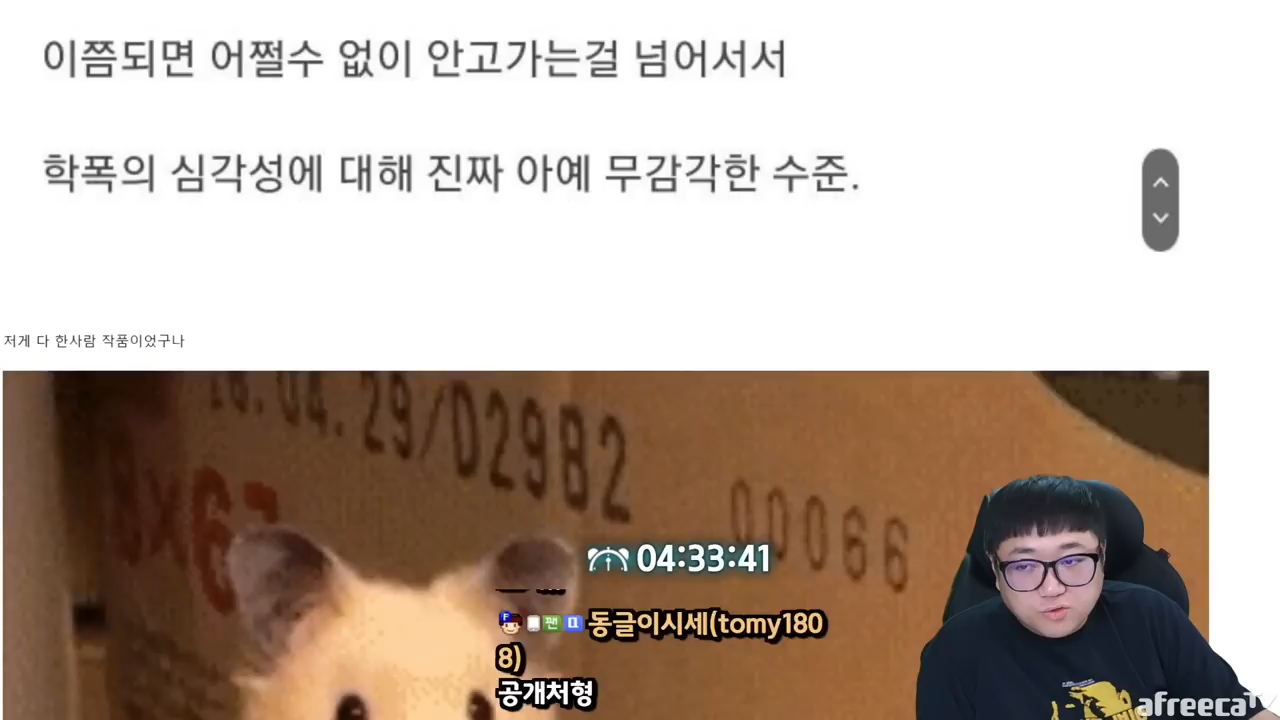 이쯤되면 어쩔수 없이 안고가는걸 넘어서서
학폭의 심각성에 대해 진짜 아예 무감각한 수준.
저게 다 한사람 작품이었구나
04.29/D2982
00066
04:33:41
팬
동글이시세(tomy180
8)
공개처형
afreecaTV